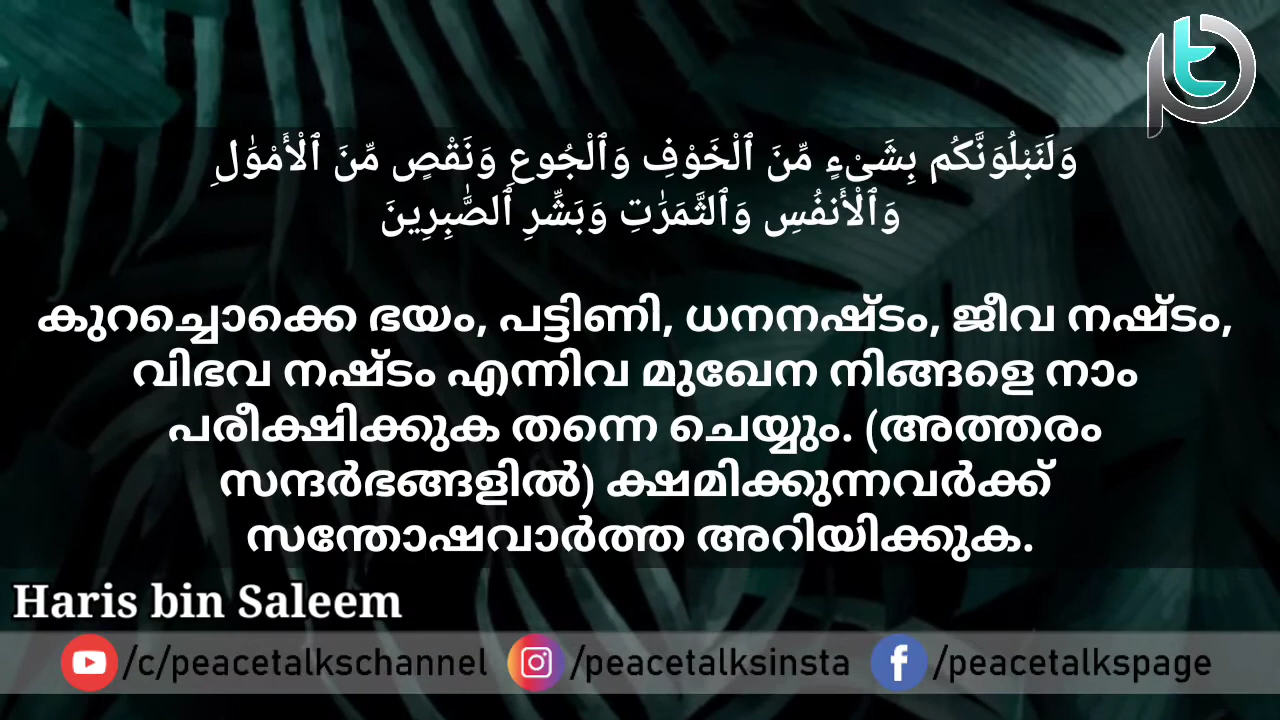 وَلَنَبْلُوَنَّكُم بِشَىْءٍ مِّنَ ٱلْخَوْفِ وَٱلْجُوعِ وَنَقْصٍ مِّنَ ٱلْأَمْوَٰلِ
وَٱلْأَنفُسِ وَٱلثَّمَرَٰتِ وَبَشِّرِ ٱلصَّٰبِرِينَ
കുറച്ചൊക്കെ ഭയം, പട്ടിണി, ധനനഷ്ടം, ജീവ നഷ്ടം,
വിഭവ നഷ്ടം എന്നിവ മുഖേന നിങ്ങളെ നാം
പരീക്ഷിക്കുക തന്നെ ചെയ്യും. (അത്തരം
സന്ദർഭങ്ങളിൽ) ക്ഷമിക്കുന്നവർക്ക്
സന്തോഷവാർത്ത അറിയിക്കുക.
Haris bin Saleem
/c/peacetalkschannel /peacetalksinsta /peacetalkspage